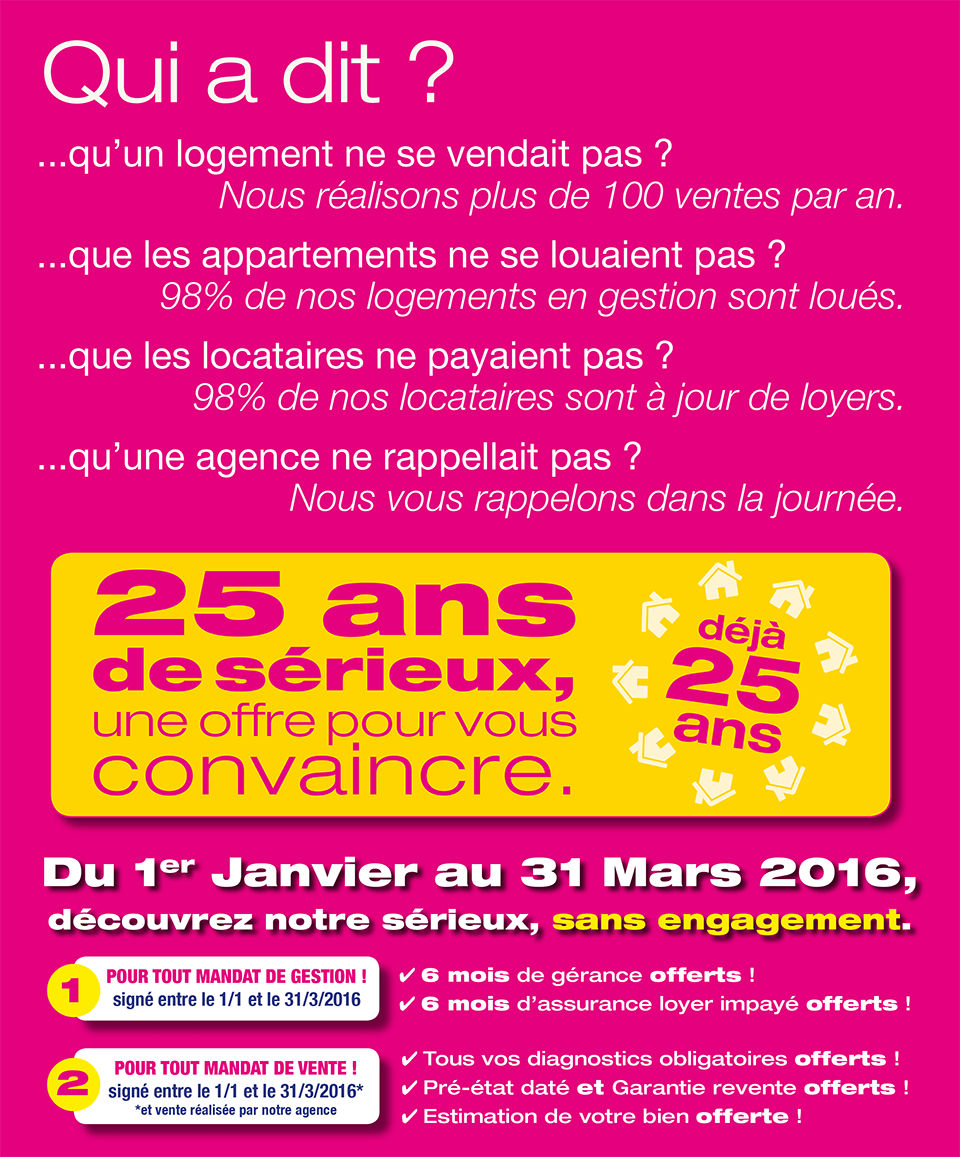 Qui a dit ?
...qu’un logement ne se vendait pas ?
Nous réalisons plus de 100 ventes par an.
...que les appartements ne se louaient pas ?
98% de nos logements en gestion sont loués.
...que les locataires ne payaient pas ?
98% de nos locataires sont à jour de loyers.
...qu’une agence ne rappellait pas ?
Nous vous rappelons dans la journée.
25 ans
de sérieux,
une offre pour vous
convaincre.
déjà
25
ans
Du 1er Janvier au 31 Mars 2016,
découvrez notre sérieux, sans engagement.
1
POUR TOUT MANDAT DE GESTION !
signé entre le 1/1 et le 31/3/2016
✔ 6 mois de gérance offerts !
✔ 6 mois d’assurance loyer impayé offerts !
2
POUR TOUT MANDAT DE VENTE !
signé entre le 1/1 et le 31/3/2016*
*et vente réalisée par notre agence
✔ Tous vos diagnostics obligatoires offerts !
✔ Pré-état daté et Garantie revente offerts !
✔ Estimation de votre bien offerte !